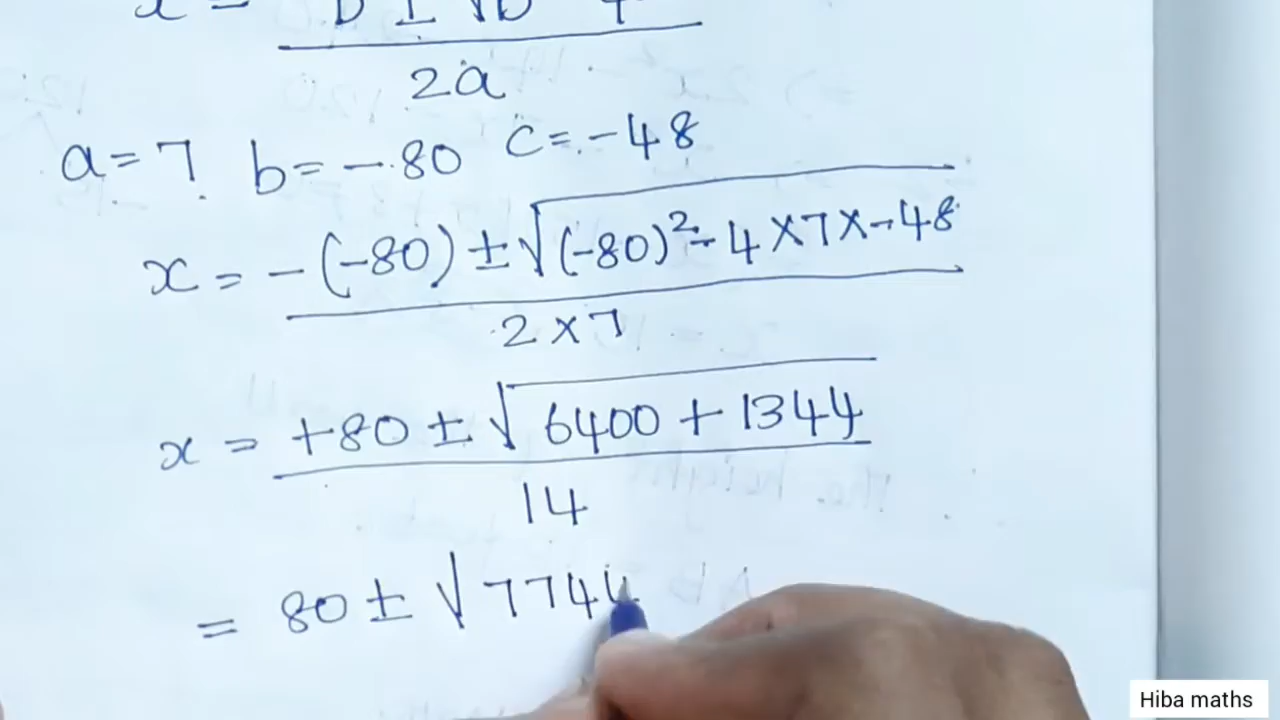 2a
a = 7 b = -80 c = -48
x = -(-80) ± √(-80)² - 4 × 7 × -48
2 × 7
x = +80 ± √6400 + 1344
14
= 80 ± √7744
Hiba maths